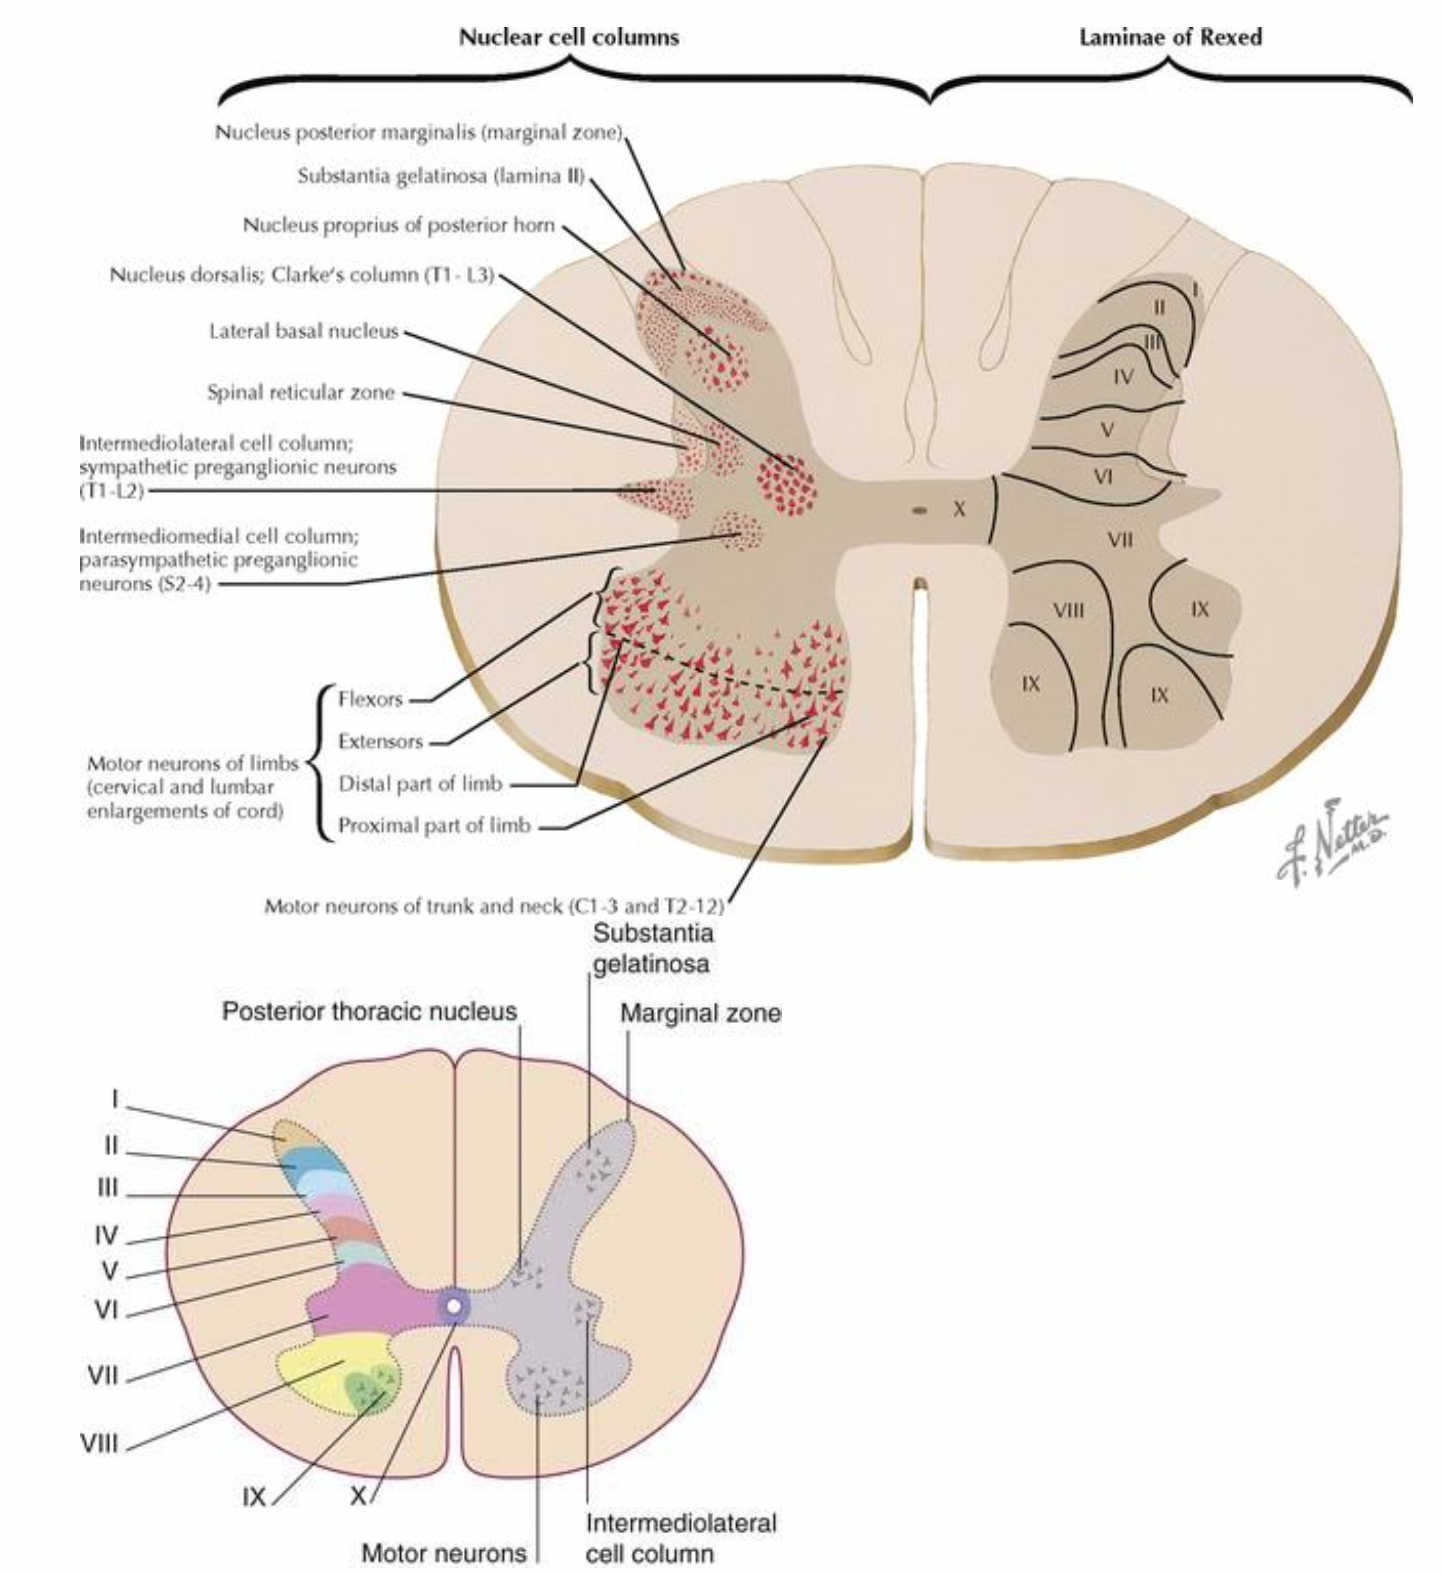 Nuclear cell columns
Laminae of Rexed
Nucleus posterior marginalis (marginal zone)
Substantia gelatinosa (lamina II)
Nucleus proprius of posterior horn
Nucleus dorsalis; Clarke's column (T1- L3)
Lateral basal nucleus
Spinal reticular zone
Intermediolateral cell column;
sympathetic preganglionic neurons
(T1-L2)
Intermediomedial cell column;
parasympathetic preganglionic
neurons (S2-4)
Flexors
Extensors
Motor neurons of limbs
(cervical and lumbar
enlargements of cord)
Distal part of limb
Proximal part of limb
Motor neurons of trunk and neck (C1-3 and T2-12)
I
II
III
IV
V
VI
X
VII
VIII
IX
IX
IX
F. Netter
M.D.
Substantia
gelatinosa
Posterior thoracic nucleus
Marginal zone
I
II
III
IV
V
VI
VII
VIII
IX
X
Motor neurons
Intermediolateral
cell column